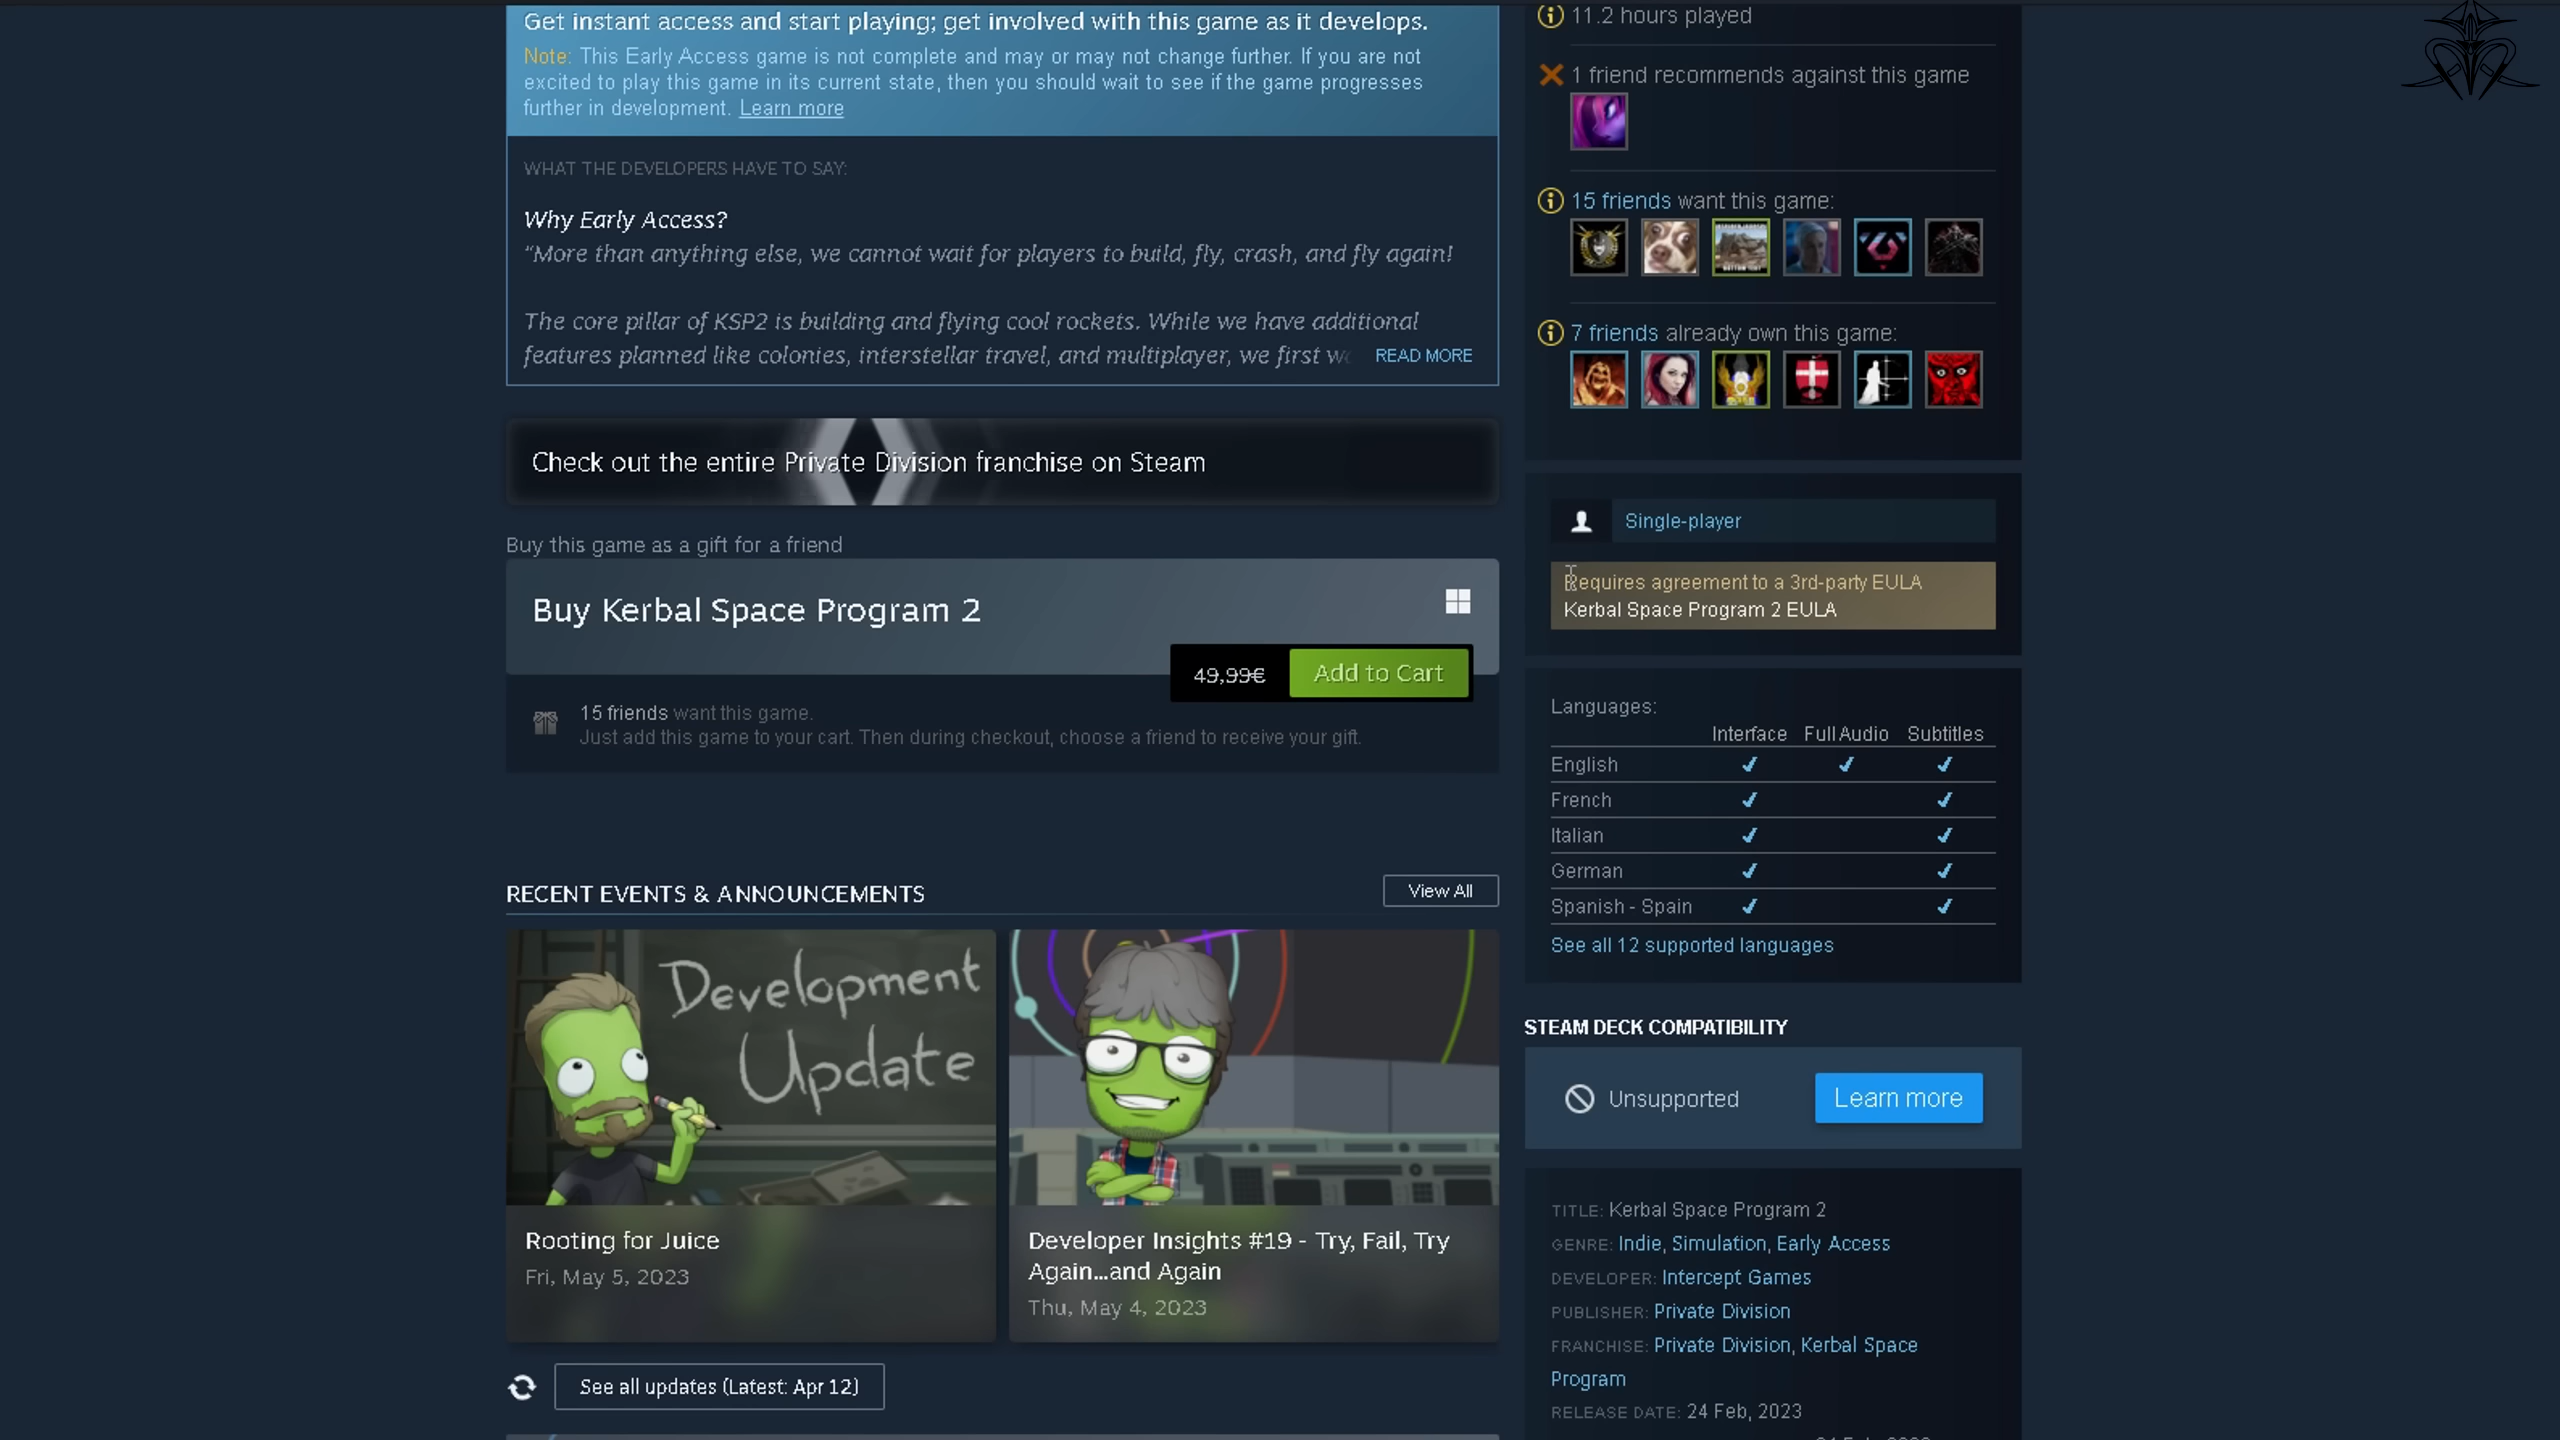 Get instant access and start playing; get involved with this game as it develops.
Note: This Early Access game is not complete and may or may not change further. If you are not
excited to play this game in its current state, then you should wait to see if the game progresses
further in development. Learn more
WHAT THE DEVELOPERS HAVE TO SAY:
Why Early Access?
“More than anything else, we cannot wait for players to build, fly, crash, and fly again!
The core pillar of KSP2 is building and flying cool rockets. While we have additional
features planned like colonies, interstellar travel, and multiplayer, we first
READ MORE
Check out the entire Private Division franchise on Steam
Buy this game as a gift for a friend
Buy Kerbal Space Program 2
49,99€
Add to Cart
15 friends want this game.
Just add this game to your cart. Then during checkout, choose a friend to receive your gift.
RECENT EVENTS & ANNOUNCEMENTS
View All
Development
Update
Rooting for Juice
Fri, May 5, 2023
Developer Insights #19 - Try, Fail, Try
Again...and Again
Thu, May 4, 2023
See all updates (Latest: Apr 12)
11.2 hours played
1 friend recommends against this game
15 friends want this game:
7 friends already own this game:
Single-player
Requires agreement to a 3rd-party EULA
Kerbal Space Program 2 EULA
Languages:
Interface Full Audio Subtitles
English
French
Italian
German
Spanish - Spain
See all 12 supported languages
STEAM DECK COMPATIBILITY
Unsupported
Learn more
TITLE: Kerbal Space Program 2
GENRE: Indie, Simulation, Early Access
DEVELOPER: Intercept Games
PUBLISHER: Private Division
FRANCHISE: Private Division, Kerbal Space
Program
RELEASE DATE: 24 Feb, 2023